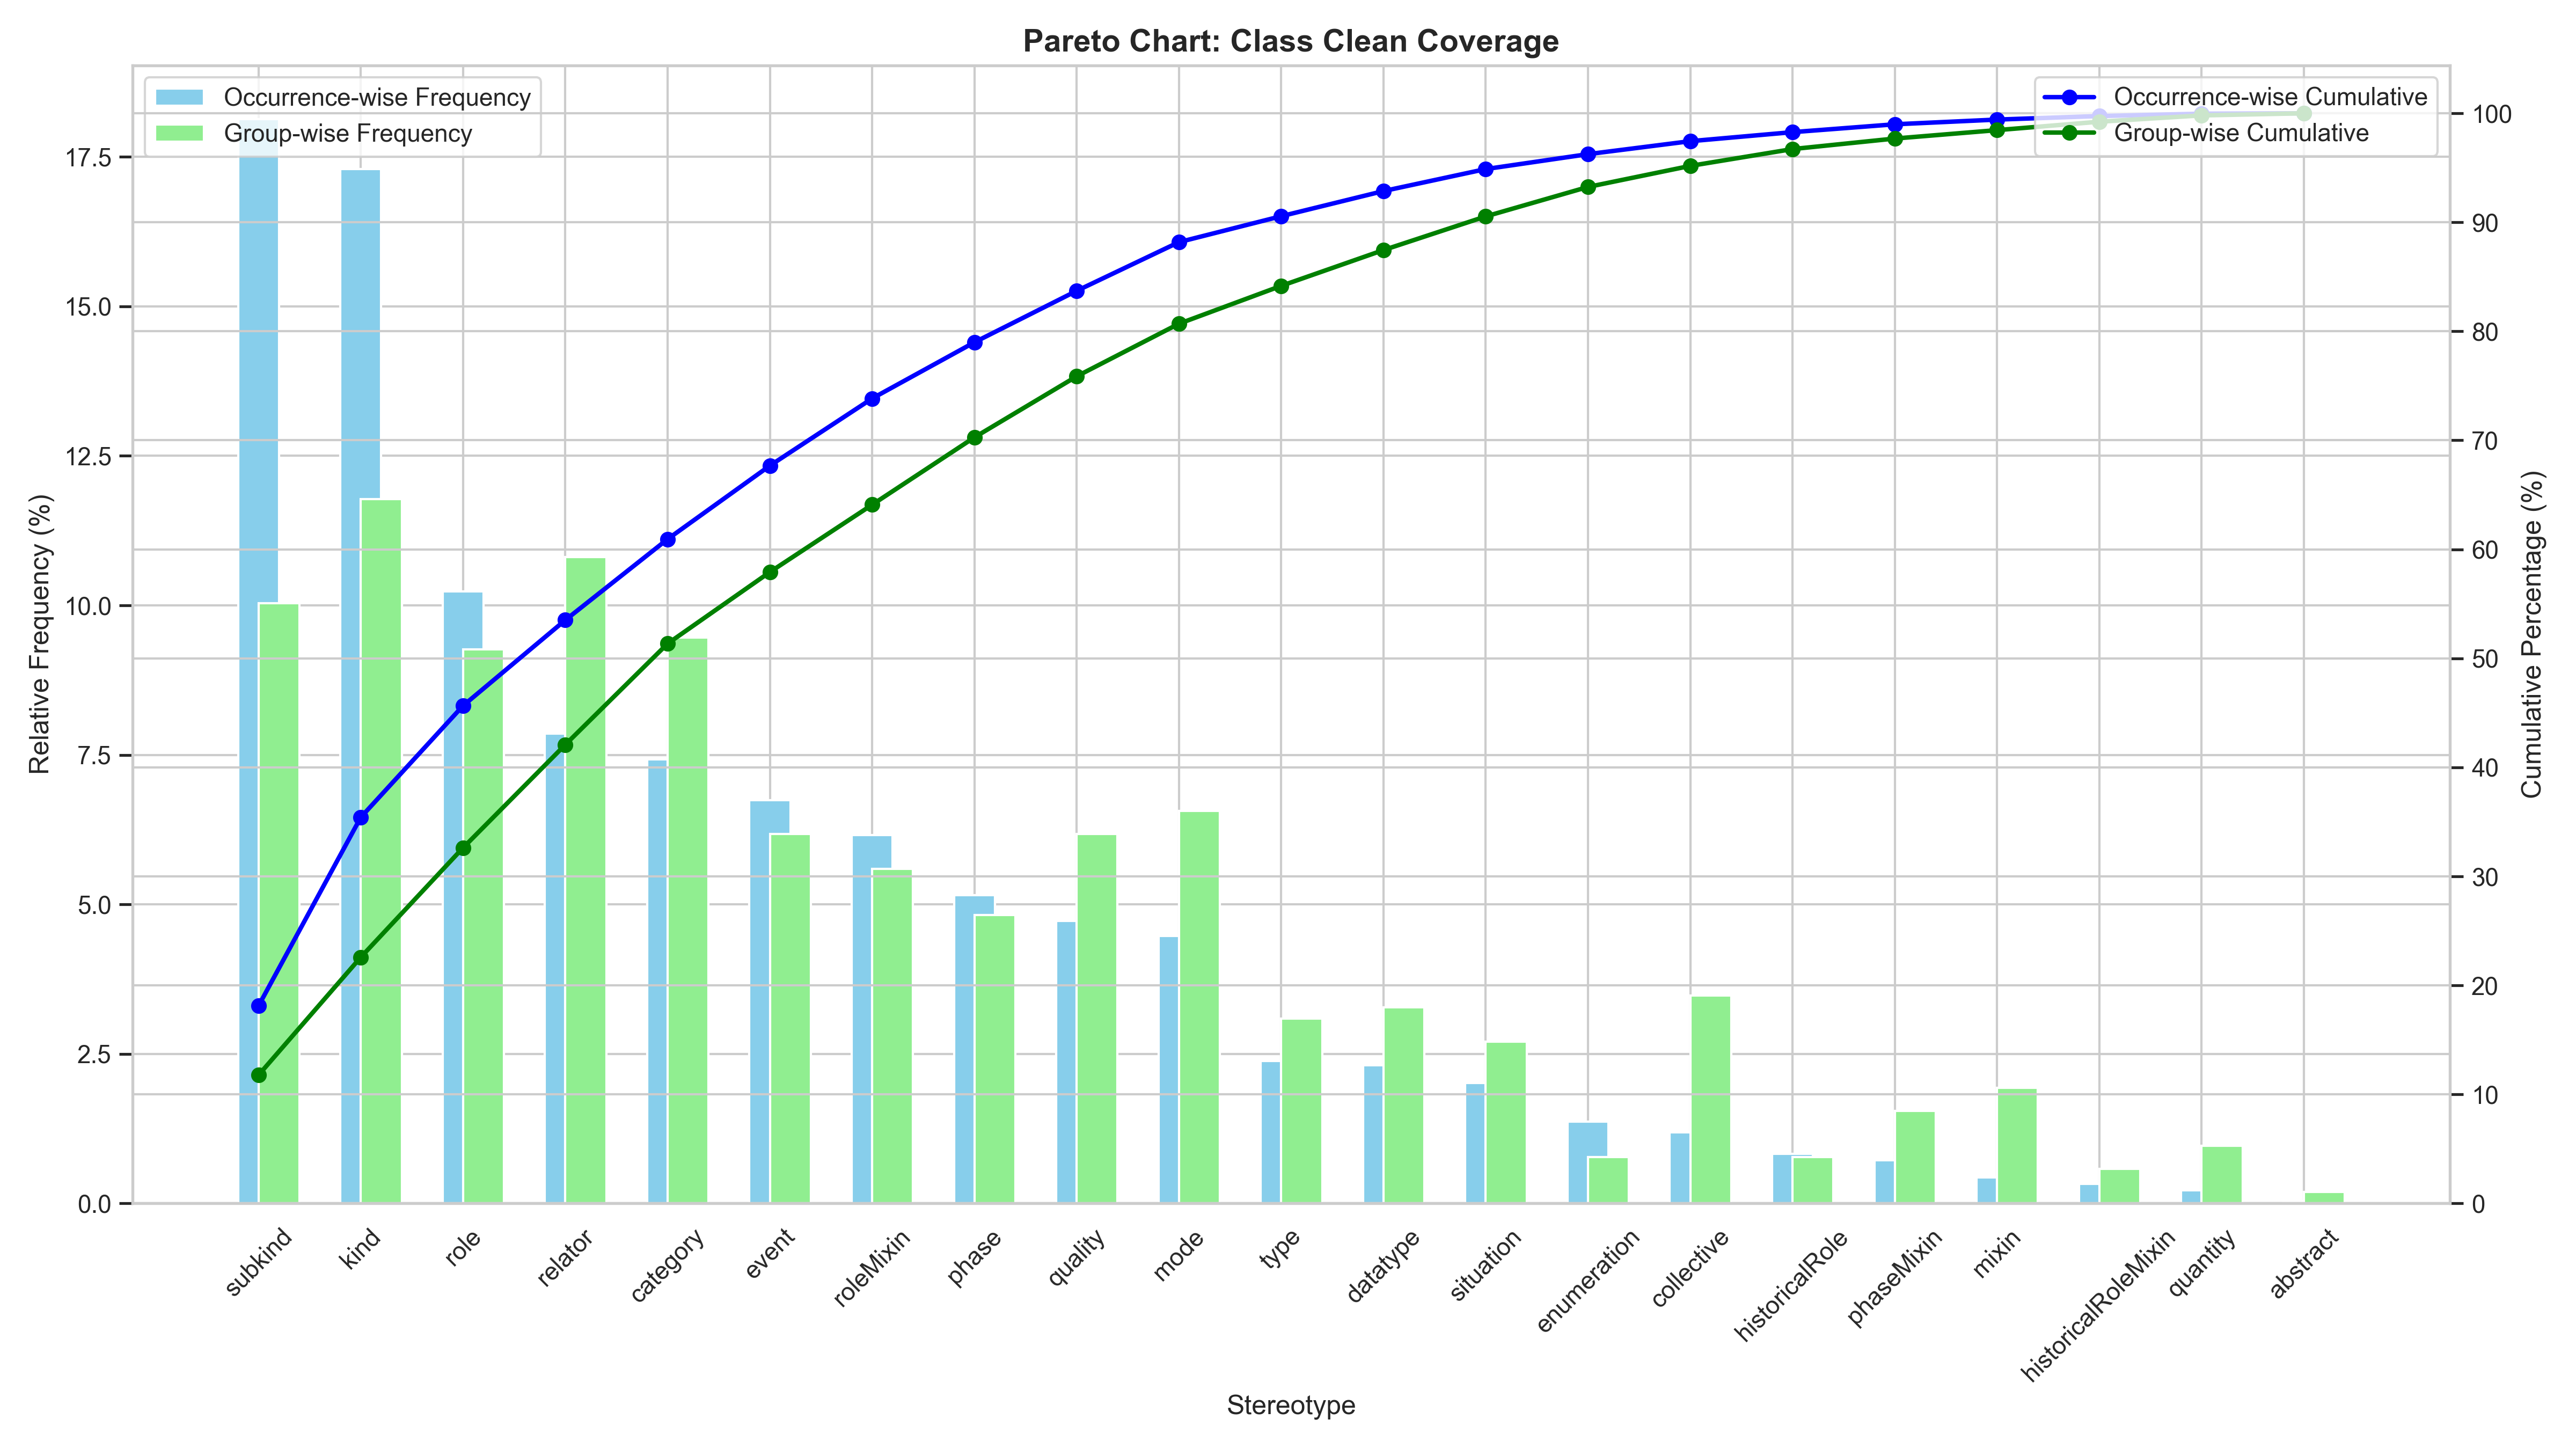 Pareto Chart: Class Clean Coverage
Occurrence-wise Frequency
Group-wise Frequency
Occurrence-wise Cumulative
Group-wise Cumulative
Relative Frequency (%)
17.5
15.0
12.5
10.0
7.5
5.0
2.5
0.0
Cumulative Percentage (%)
100
90
80
70
60
50
40
30
20
10
0
subkind
kind
role
relator
category
event
roleMixin
phase
quality
mode
type
datatype
situation
enumeration
collective
historicalRole
phaseMixin
mixin
historicalRoleMixin
quantity
abstract
Stereotype